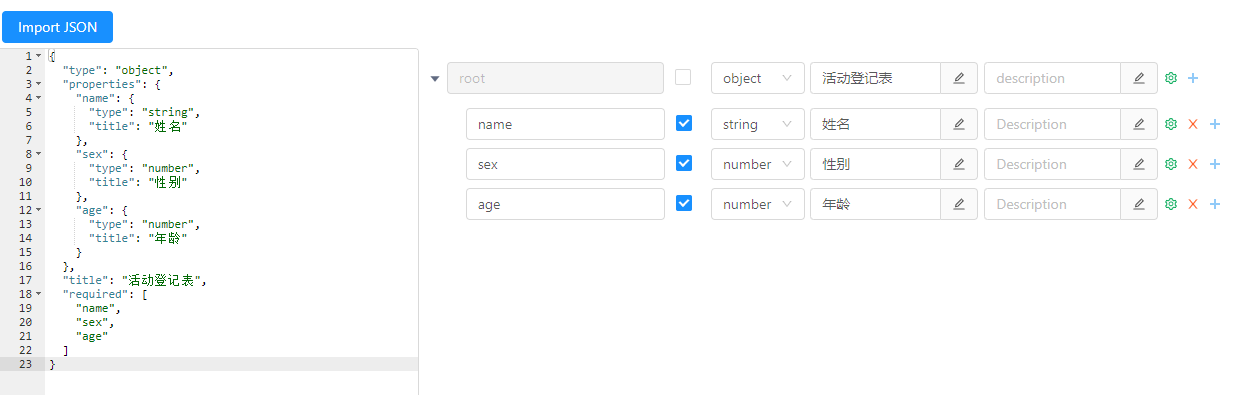 Import JSON
1 {
2 "type": "object",
3 "properties": {
4 "name": {
5 "type": "string",
6 "title": "姓名"
7 },
8 "sex": {
9 "type": "number",
10 "title": "性别"
11 },
12 "age": {
13 "type": "number",
14 "title": "年龄"
15 }
16 },
17 "title": "活动登记表",
18 "required": [
19 "name",
20 "sex",
21 "age"
22 ]
23 }
root object 活动登记表 description
name string 姓名 Description
sex number 性别 Description
age number 年龄 Description